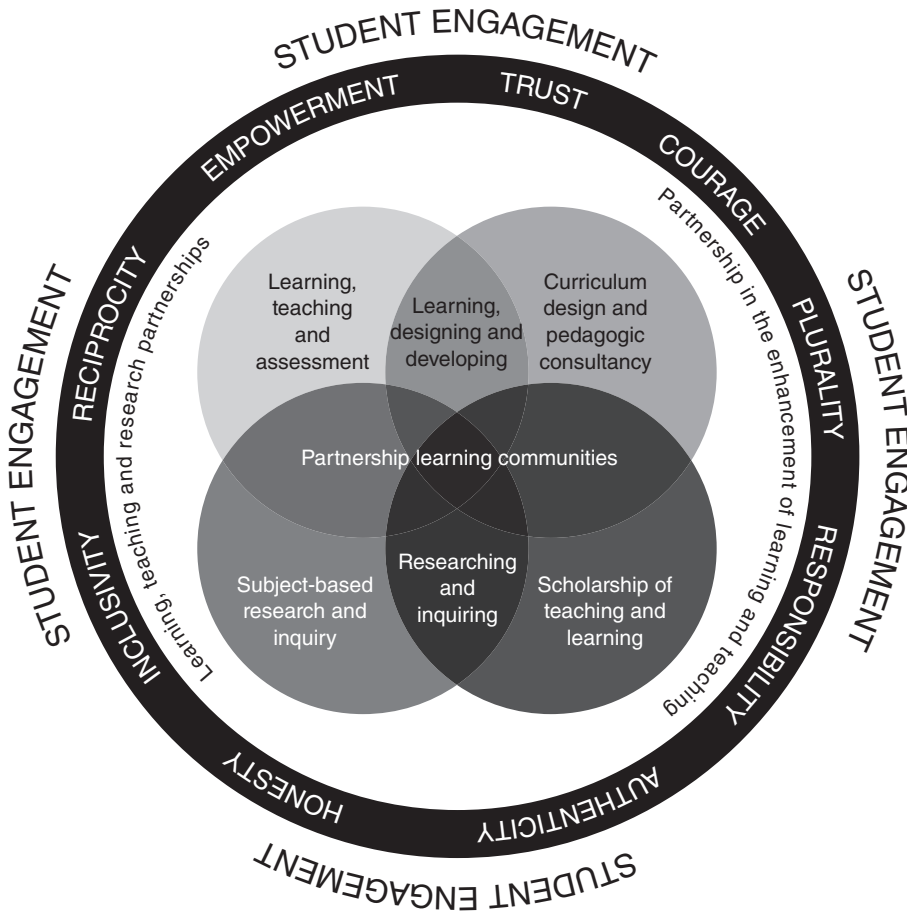 STUDENT ENGAGEMENT
EMPOWERMENT
TRUST
COURAGE
PLURALITY
RESPONSIBILITY
AUTHENTICITY
HONESTY
INCLUSIVITY
RECIPROCITY
STUDENT ENGAGEMENT
STUDENT ENGAGEMENT
STUDENT ENGAGEMENT
Learning, teaching and research partnerships
Partnership in the enhancement of learning and teaching
Learning,
teaching
and
assessment
Learning,
designing and
developing
Curriculum
design and
pedagogic
consultancy
Partnership learning communities
Subject-based
research and
inquiry
Researching
and
inquiring
Scholarship of
teaching and
learning